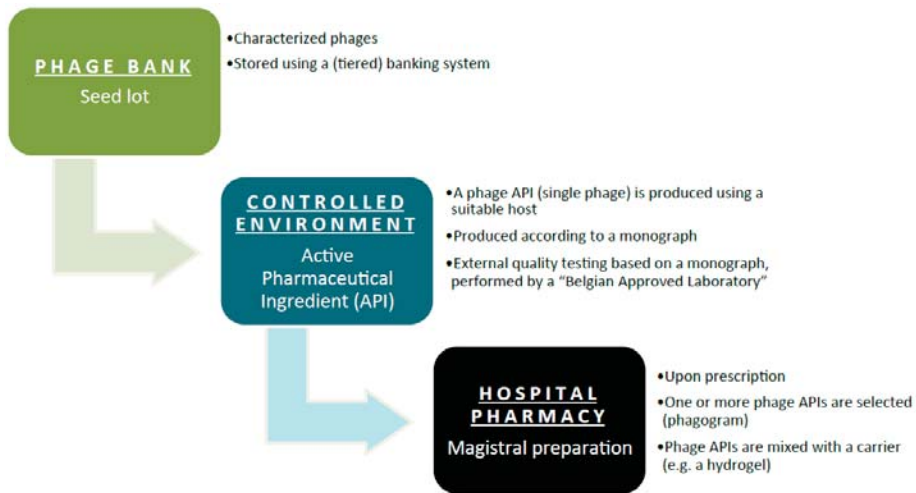 PHAGE BANK
Seed lot
•Characterized phages
•Stored using a (tiered) banking system
CONTROLLED
ENVIRONMENT
Active
Pharmaceutical
Ingredient (API)
•A phage API (single phage) is produced using a
suitable host
•Produced according to a monograph
•External quality testing based on a monograph,
performed by a “Belgian Approved Laboratory”
HOSPITAL
PHARMACY
Magistral preparation
•Upon prescription
•One or more phage APIs are selected
(phagogram)
•Phage APIs are mixed with a carrier
(e.g. a hydrogel)